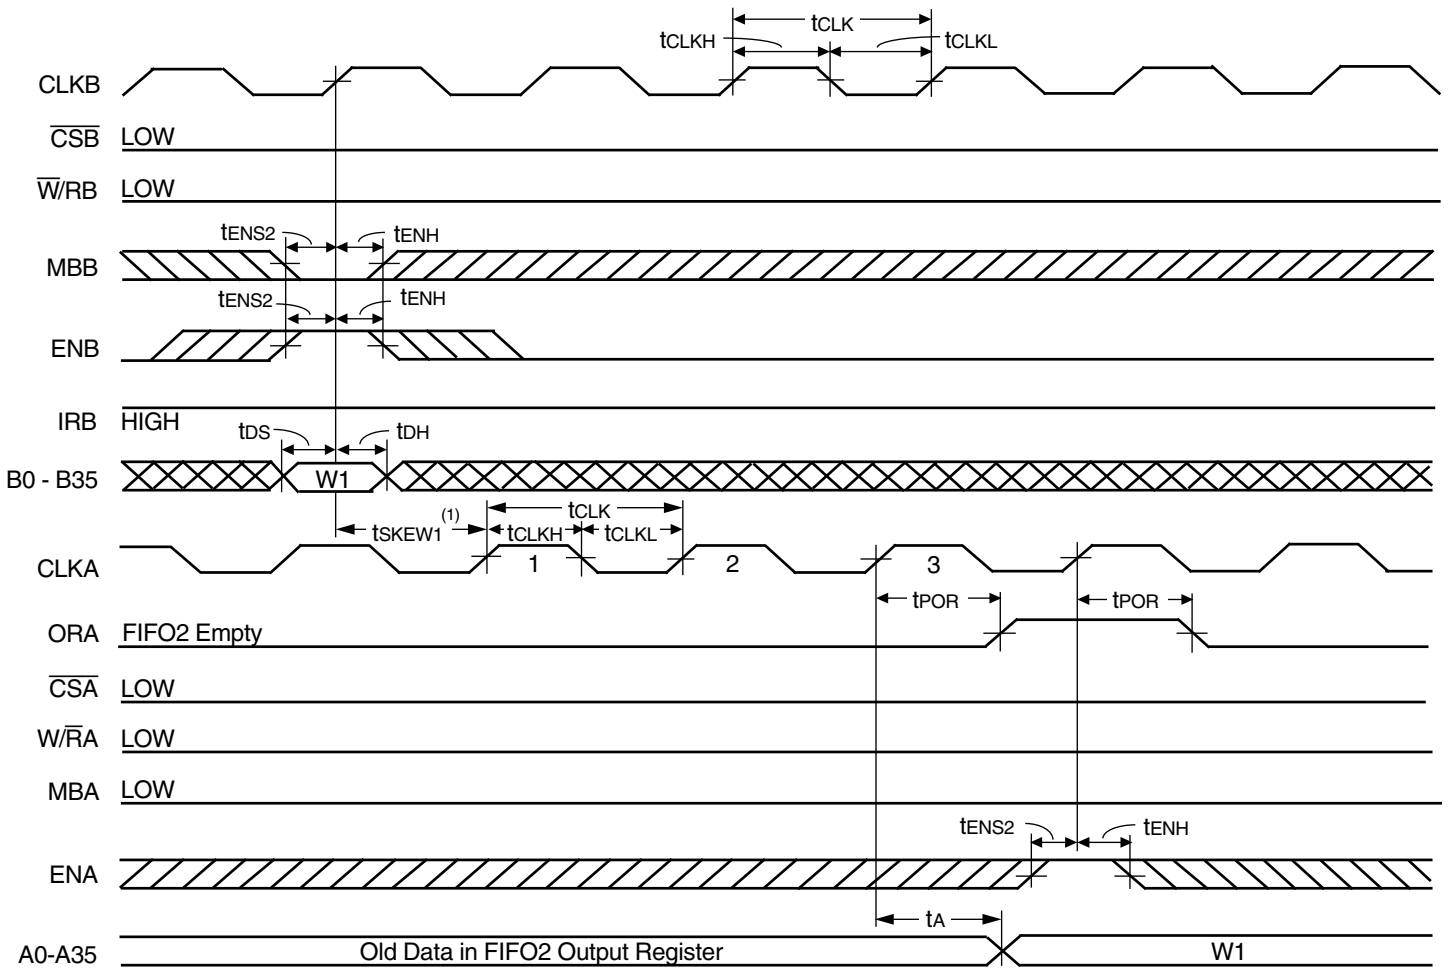 tCLK
tCLKH
tCLKL
CLKB
CSB LOW
W/RB LOW
tENS2
tENH
MBB
tENS2
tENH
ENB
IRB HIGH
tDS
tDH
B0 - B35 W1
tSKEW1 (1)
tCLK
tCLKH
tCLKL
CLKA 1 2 3
tPOR
tPOR
ORA FIFO2 Empty
CSA LOW
W/RA LOW
MBA LOW
tENS2
tENH
ENA
tA
A0-A35 Old Data in FIFO2 Output Register W1